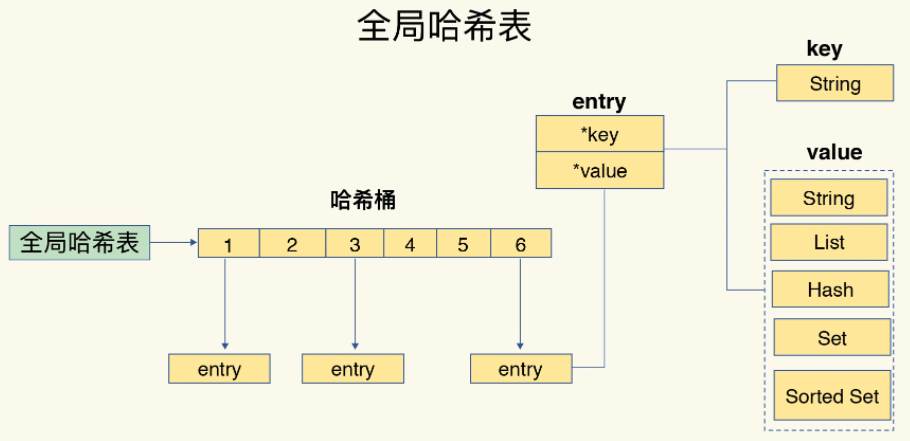 全局哈希表
key
String
entry
*key
*value
value
String
List
Hash
Set
Sorted Set
哈希桶
全局哈希表
1 2 3 4 5 6
entry entry entry